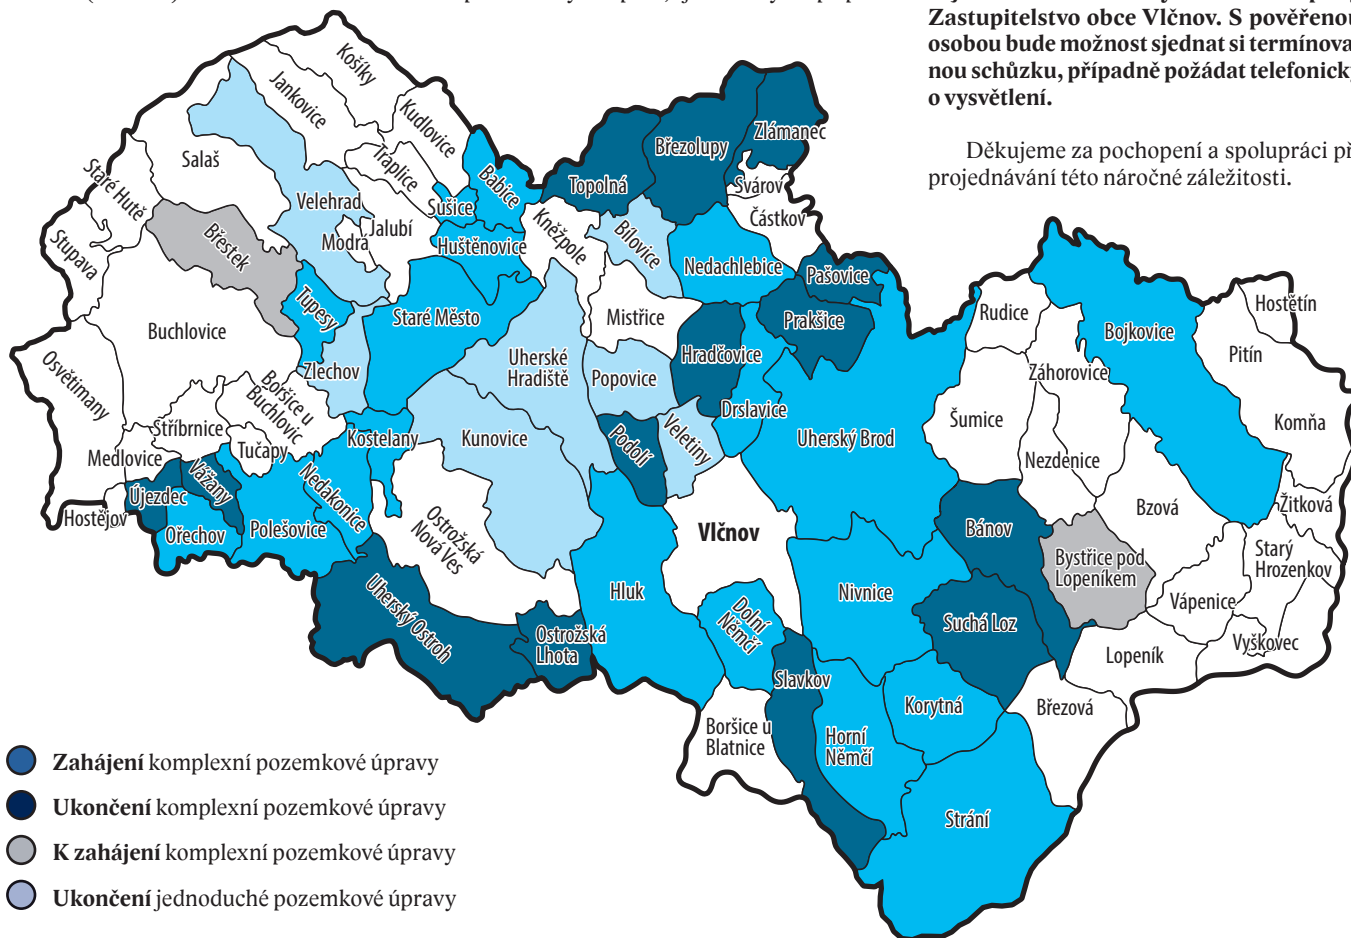 Zastupitelstvo obce Vlčnov. S pověřenou
osobou bude možnost sjednat si termínova
nou schůzku, případně požádat telefonicky
o vysvětlení.
Děkujeme za pochopení a spolupráci př
projednávání této náročné záležitosti.
Košíky
Jankovice
Kudlovice
Traplice
Salaš
Staré Hutě
Stupava
Břestek
Velehrad
Modrá
Jalubí
Sušice
Babice
Huštěnovice
Kněžpole
Topolná
Březolupy
Zlámanec
Svárov
Částkov
Bílovice
Nedachlebice
Pašovice
Prakšice
Mistřice
Hradčovice
Staré Město
Tupesy
Zlechov
Buchlovice
Osvětimany
Stříbrnice
Boršice u
Buchlovic
Tučapy
Medlovice
Hostějov
Újezdec
Vážany
Ořechov
Polešovice
Nedakonice
Kostelany
Kunovice
Uherské
Hradiště
Popovice
Podolí
Veletiny
Drslavice
Uherský Brod
Vlčnov
Ostrožská
Nová Ves
Uherský Ostroh
Ostrožská
Lhota
Hluk
Dolní
Němčí
Nivnice
Slavkov
Boršice u
Blatnice
Horní
Němčí
Korytná
Strání
Březová
Suchá Loz
Bánov
Bystřice pod
Lopeníkem
Lopeník
Vápenice
Vyškovec
Starý
Hrozenkov
Žitková
Bzová
Nezdenice
Šumice
Záhorovice
Rudice
Bojkovice
Hostětín
Pitín
Komňa
Zahájení komplexní pozemkové úpravy
Ukončení komplexní pozemkové úpravy
K zahájení komplexní pozemkové úpravy
Ukončení jednoduché pozemkové úpravy